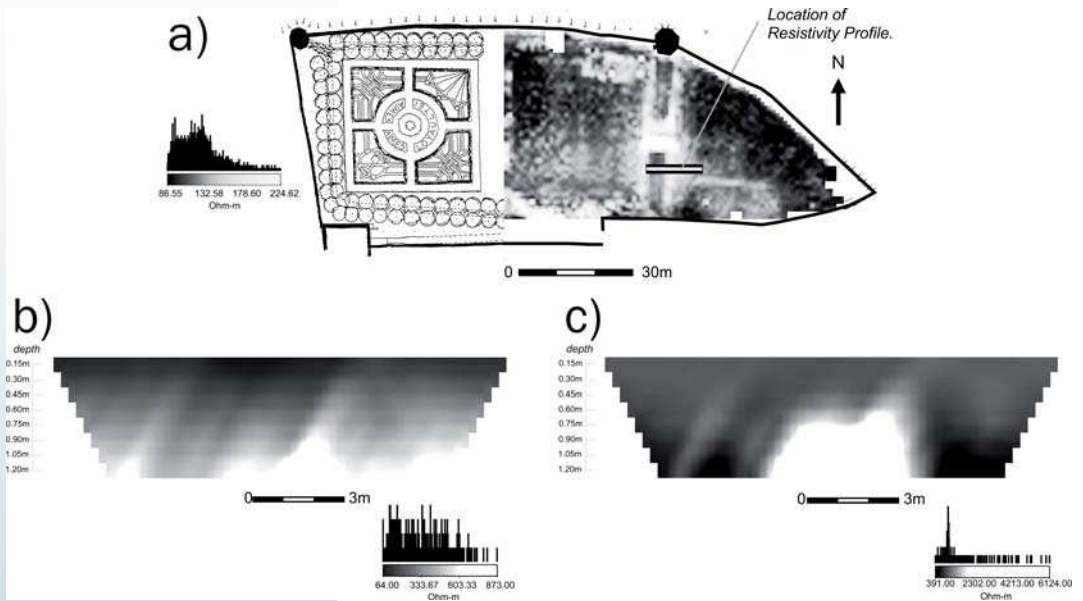 a)
Location of
Resistivity Profile.
N
86.55 132.58 178.60 224.62
Ohm-m
0 30m
b)
depth
0.15m
0.30m
0.45m
0.60m
0.75m
0.90m
1.05m
1.20m
0 3m
64.00 333.67 603.33 873.00
Ohm-m
c)
depth
0.15m
0.30m
0.45m
0.60m
0.75m
0.90m
1.05m
1.20m
0 3m
391.00 2302.00 4213.00 6124.00
Ohm-m